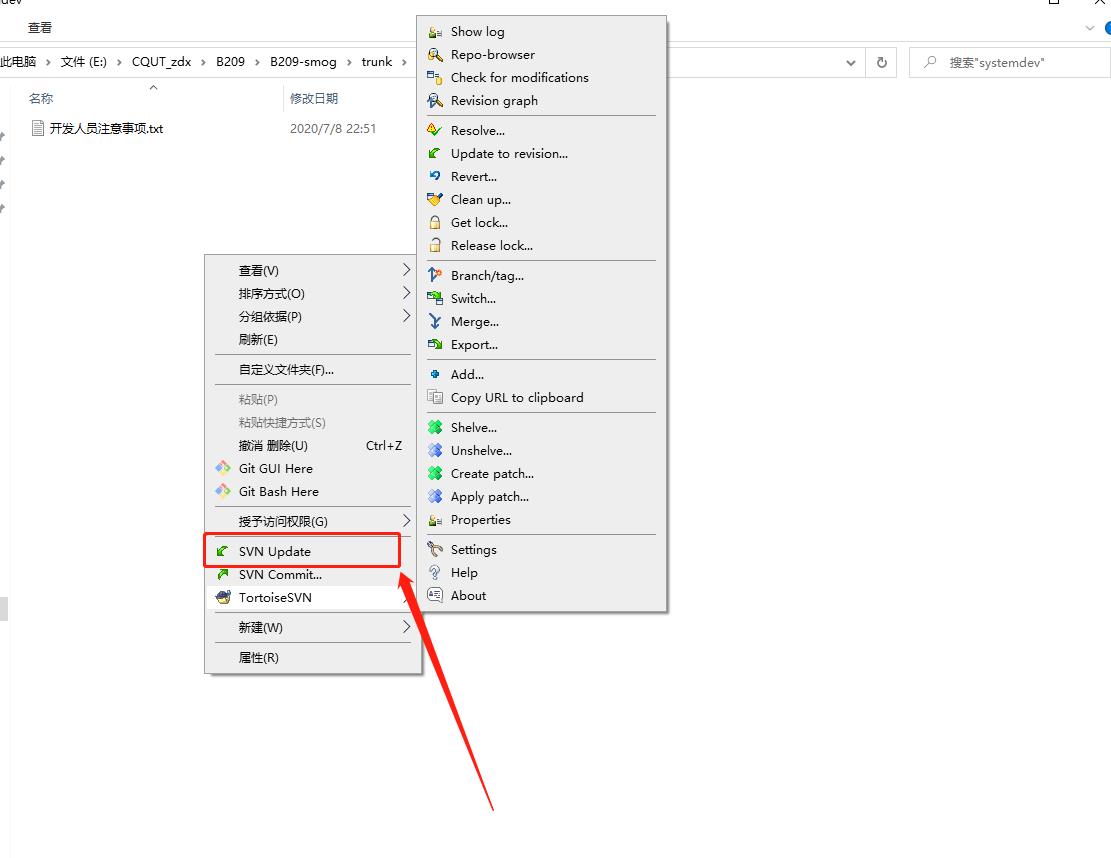 查看
此电脑 › 文件 (E:) › CQUT_zdx › B209 › B209-smog › trunk ›
搜索"systemdev"
名称 修改日期
开发人员注意事项.txt 2020/7/8 22:51
查看(V)
排序方式(O)
分组依据(P)
刷新(E)
自定义文件夹(F)...
粘贴(P)
粘贴快捷方式(S)
撤消 删除(U) Ctrl+Z
Git GUI Here
Git Bash Here
授予访问权限(G)
SVN Update
SVN Commit...
TortoiseSVN
新建(W)
属性(R)
Show log
Repo-browser
Check for modifications
Revision graph
Resolve...
Update to revision...
Revert...
Clean up...
Get lock...
Release lock...
Branch/tag...
Switch...
Merge...
Export...
Add...
Copy URL to clipboard
Shelve...
Unshelve...
Create patch...
Apply patch...
Properties
Settings
Help
About